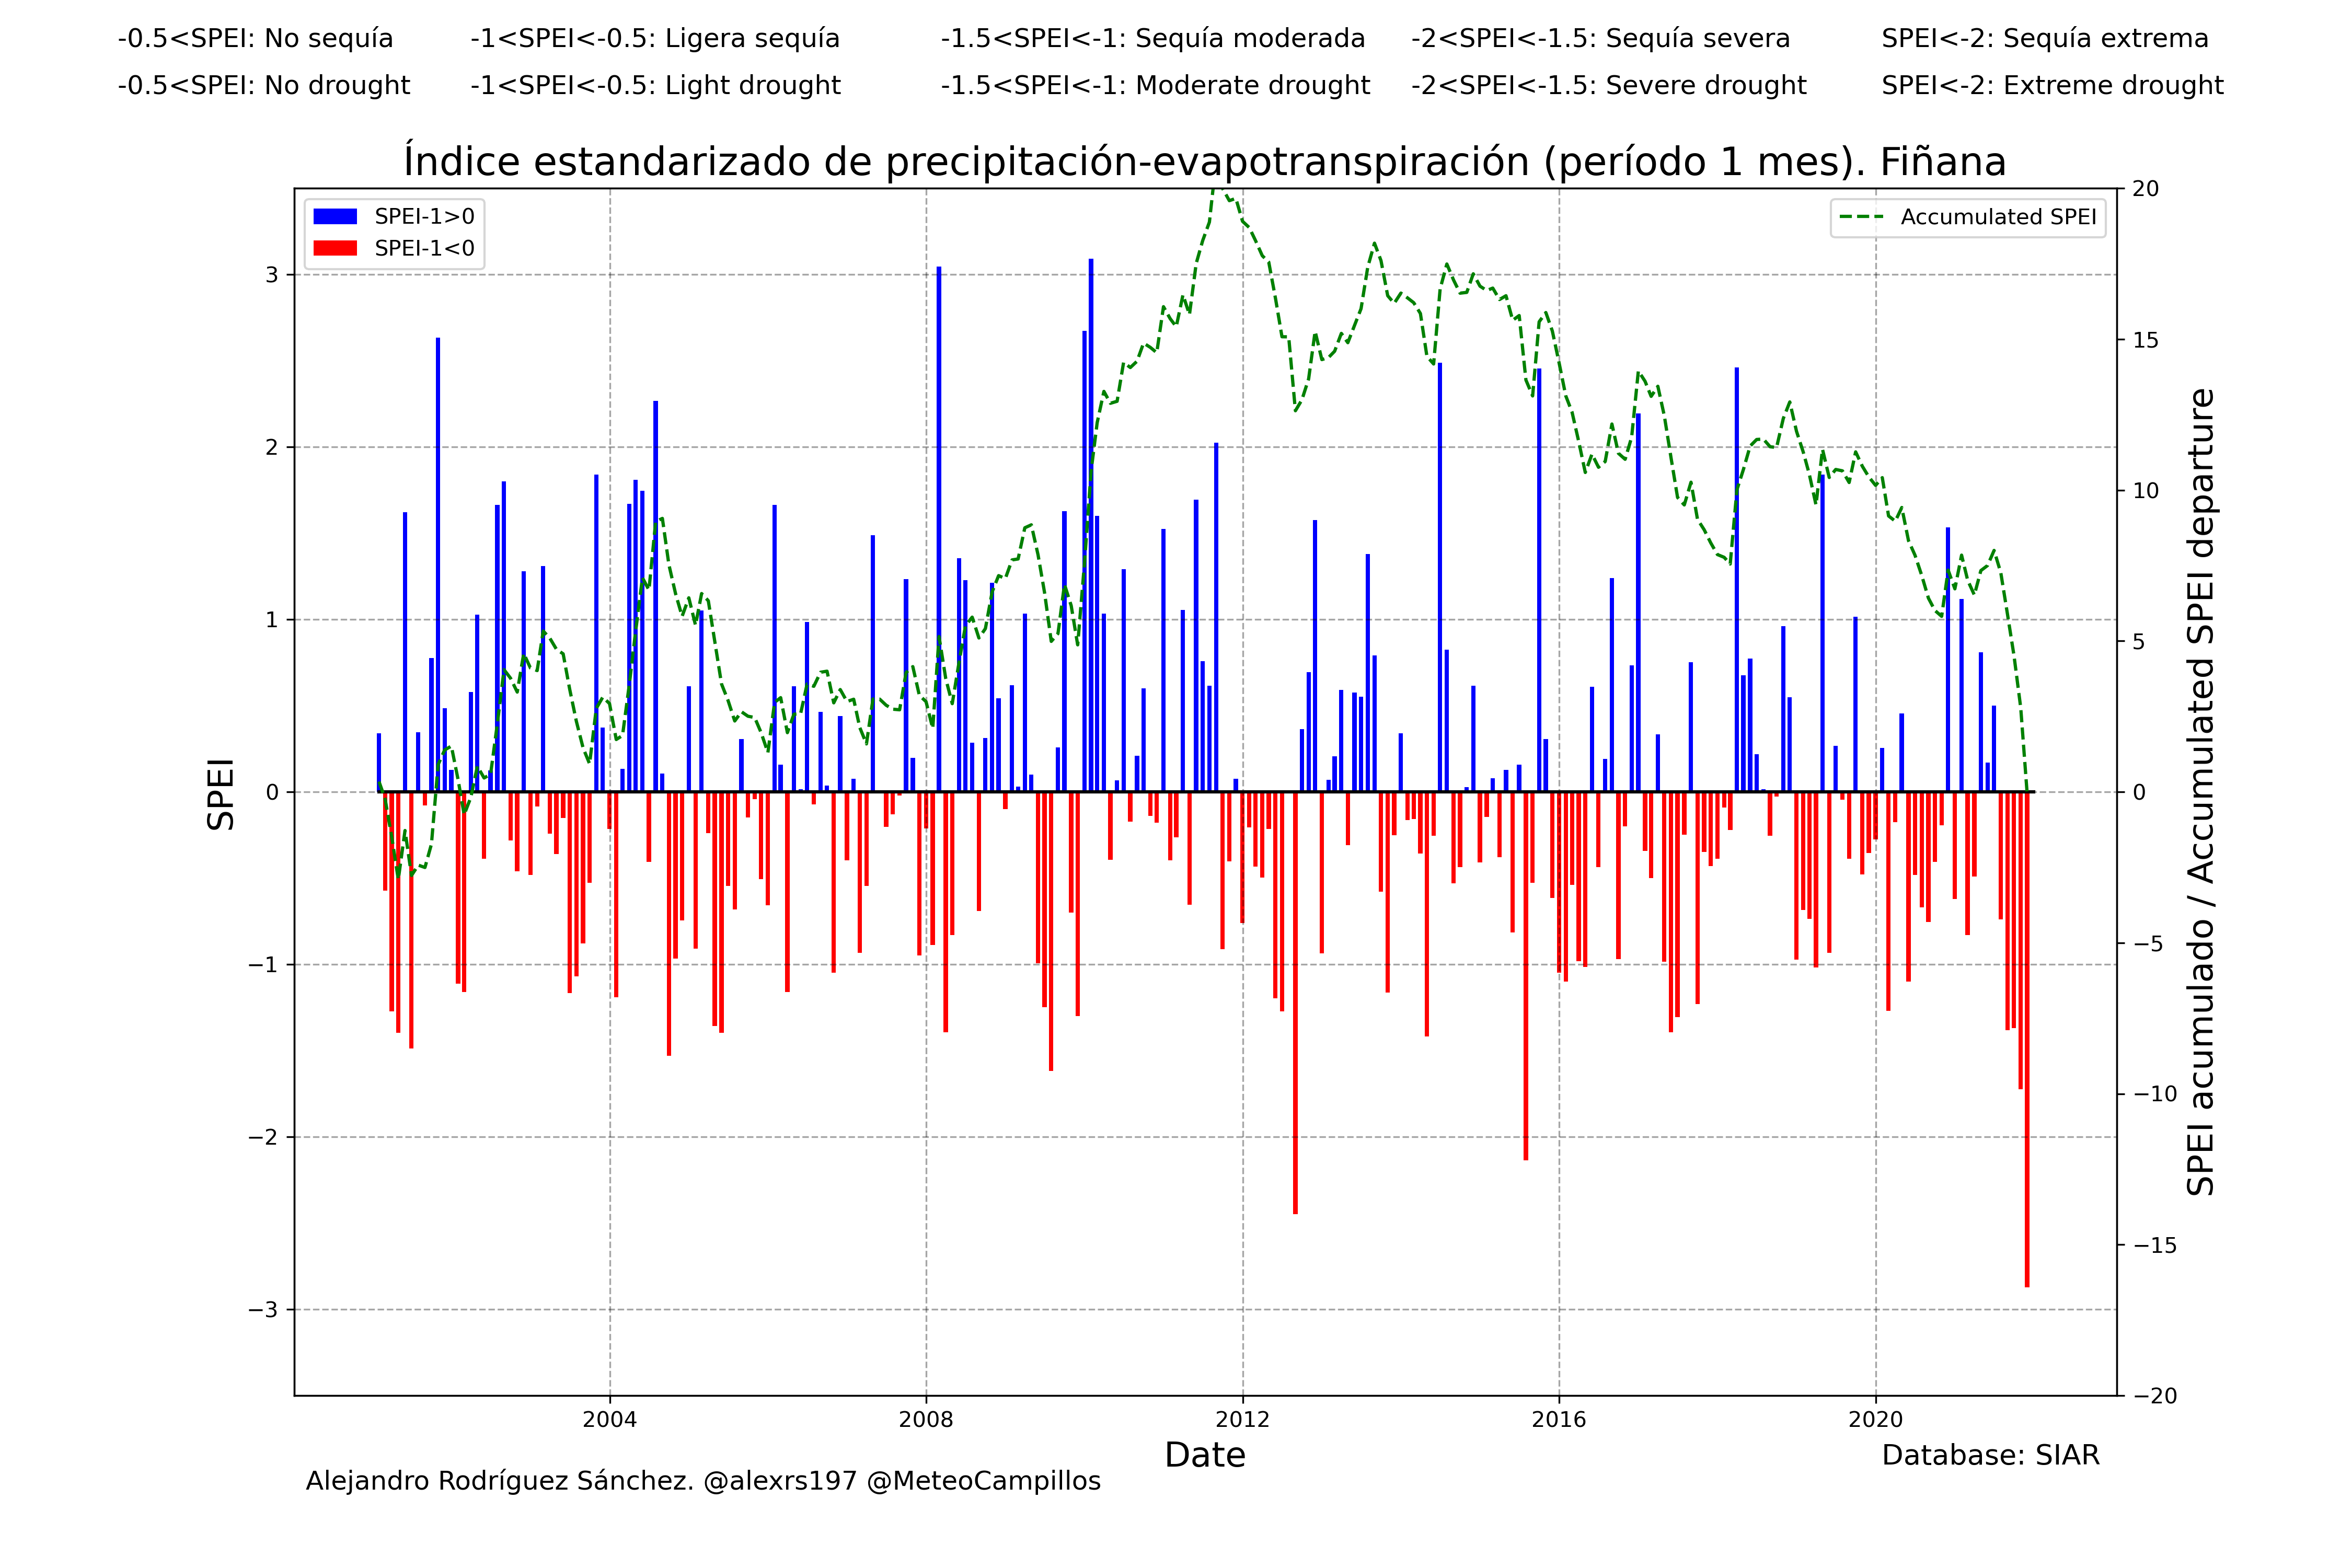 -0.5<SPEI: No sequía
-1<SPEI<-0.5: Ligera sequía
-1.5<SPEI<-1: Sequía moderada
-2<SPEI<-1.5: Sequía severa
SPEI<-2: Sequía extrema
-0.5<SPEI: No drought
-1<SPEI<-0.5: Light drought
-1.5<SPEI<-1: Moderate drought
-2<SPEI<-1.5: Severe drought
SPEI<-2: Extreme drought
Índice estandarizado de precipitación-evapotranspiración (período 1 mes). Fiñana
SPEI-1>0
SPEI-1<0
Accumulated SPEI
SPEI
3
2
1
0
−1
−2
−3
20
15
10
5
0
−5
−10
−15
−20
SPEI acumulado / Accumulated SPEI departure
2004
2008
2012
2016
2020
Date
Database: SIAR
Alejandro Rodríguez Sánchez. @alexrs197 @MeteoCampillos